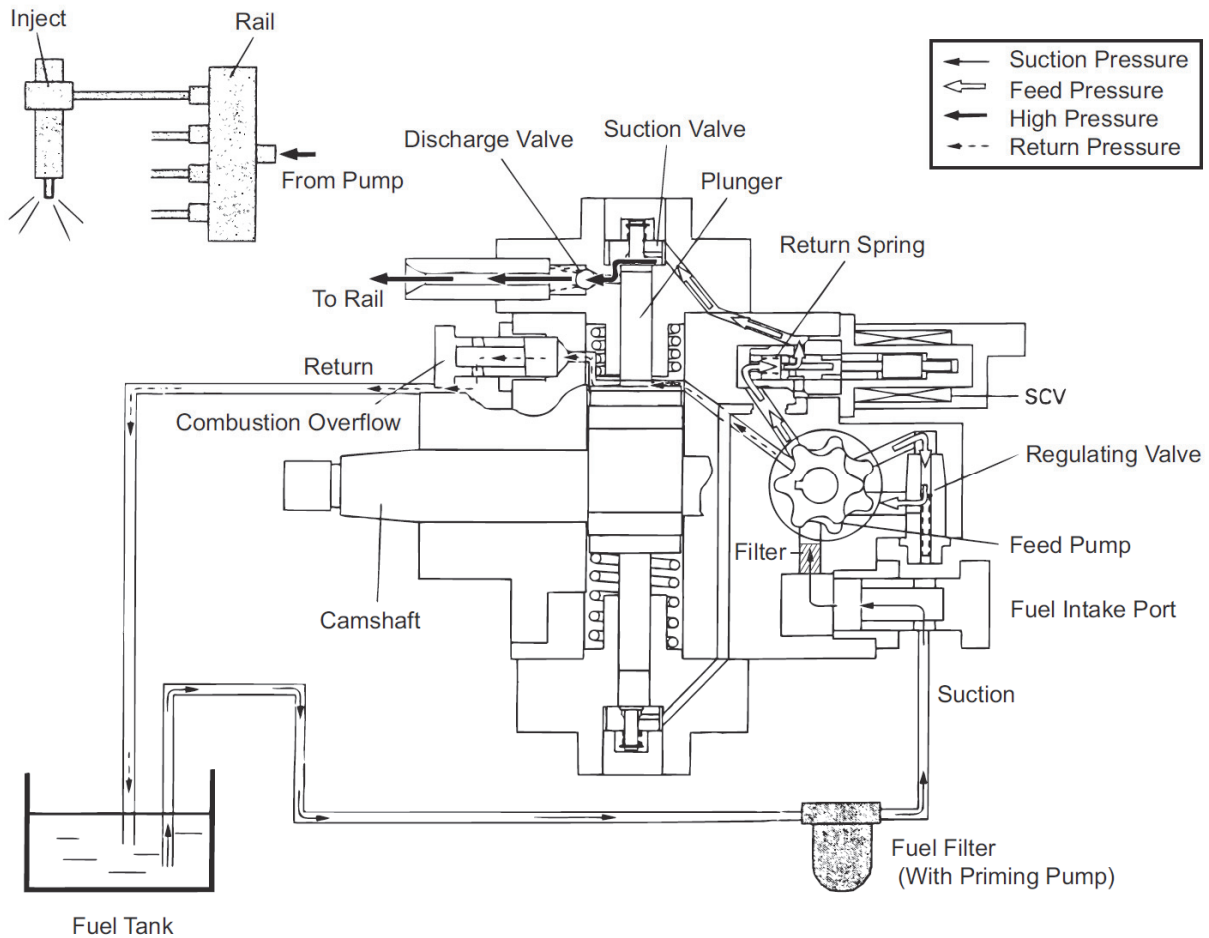 Inject
Rail
From Pump
Suction Pressure
Feed Pressure
High Pressure
Return Pressure
Discharge Valve
Suction Valve
Plunger
Return Spring
To Rail
Return
Combustion Overflow
SCV
Regulating Valve
Filter
Feed Pump
Camshaft
Fuel Intake Port
Suction
Fuel Filter
(With Priming Pump)
Fuel Tank